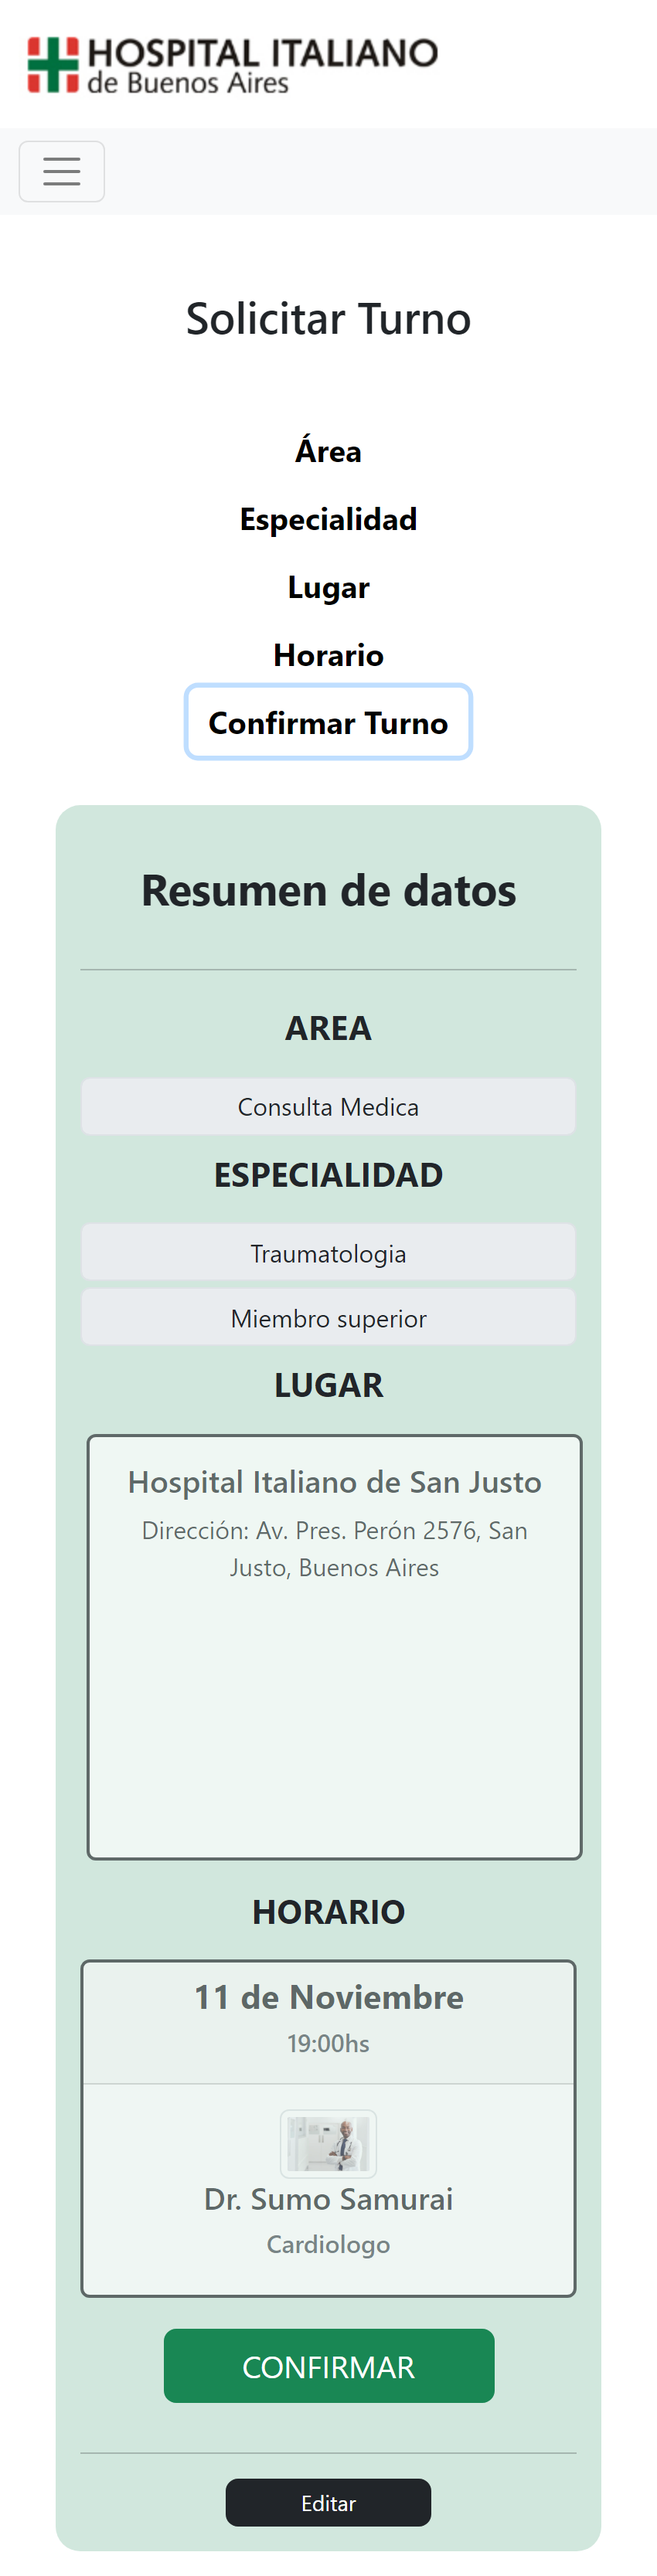 HOSPITAL ITALIANO
de Buenos Aires
Solicitar Turno
Área
Especialidad
Lugar
Horario
Confirmar Turno
Resumen de datos
AREA
Consulta Medica
ESPECIALIDAD
Traumatologia
Miembro superior
LUGAR
Hospital Italiano de San Justo
Dirección: Av. Pres. Perón 2576, San
Justo, Buenos Aires
HORARIO
11 de Noviembre
19:00hs
Dr. Sumo Samurai
Cardiologo
CONFIRMAR
Editar